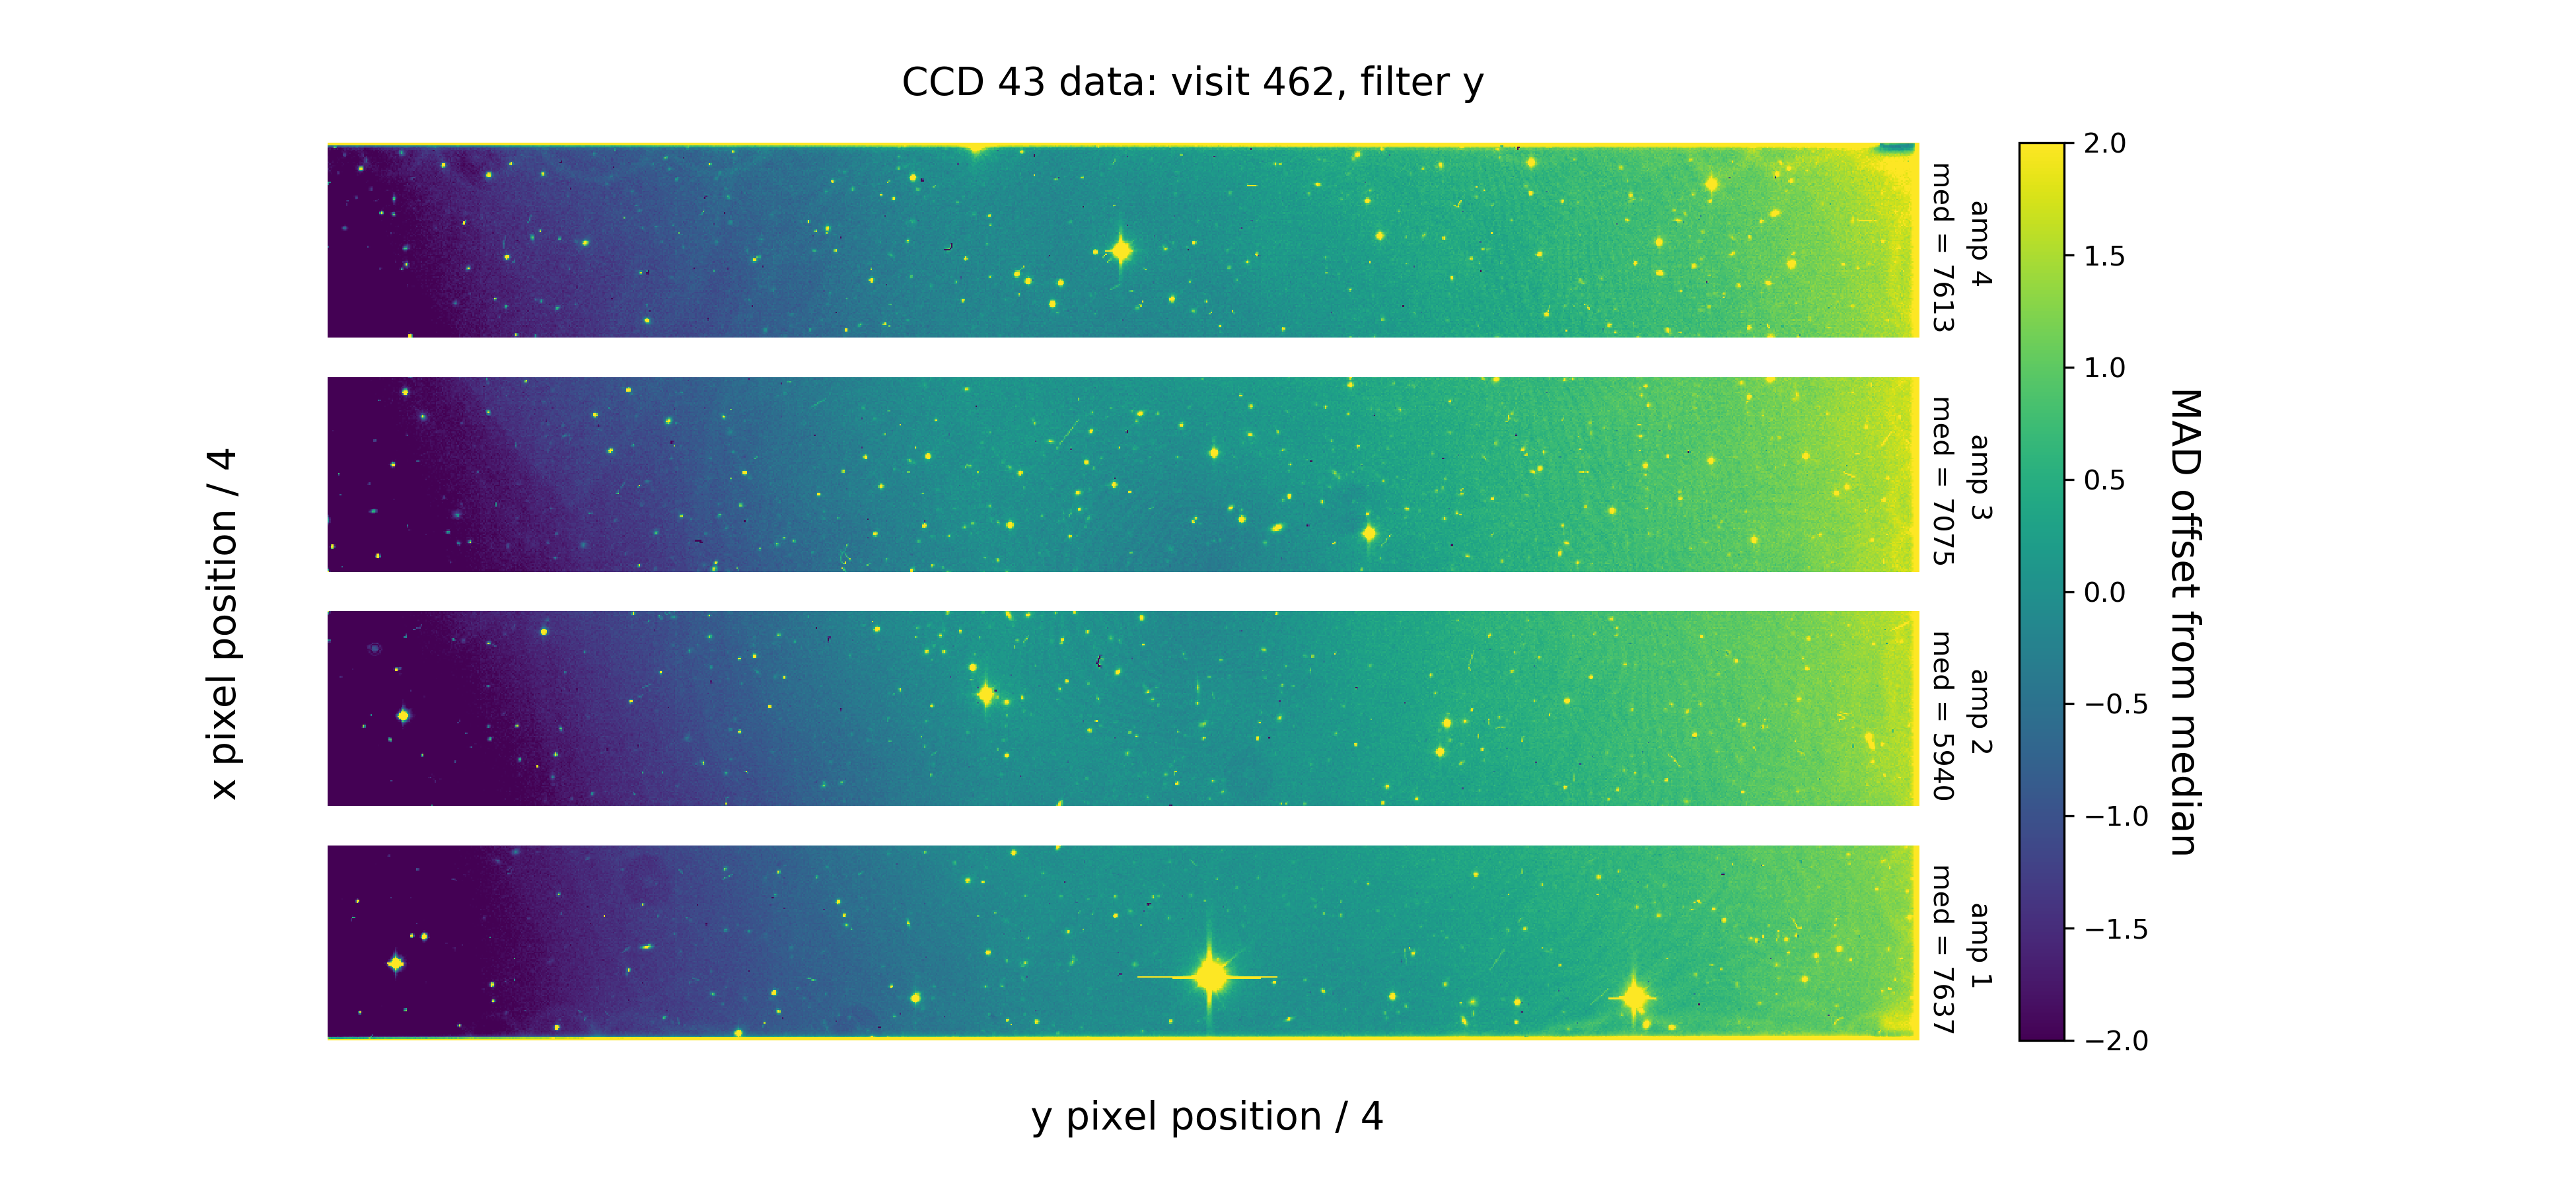 CCD 43 data: visit 462, filter y
x pixel position / 4
amp 4
med = 7613
amp 3
med = 7075
amp 2
med = 5940
amp 1
med = 7637
y pixel position / 4
2.0
1.5
1.0
0.5
0.0
−0.5
−1.0
−1.5
−2.0
MAD offset from median